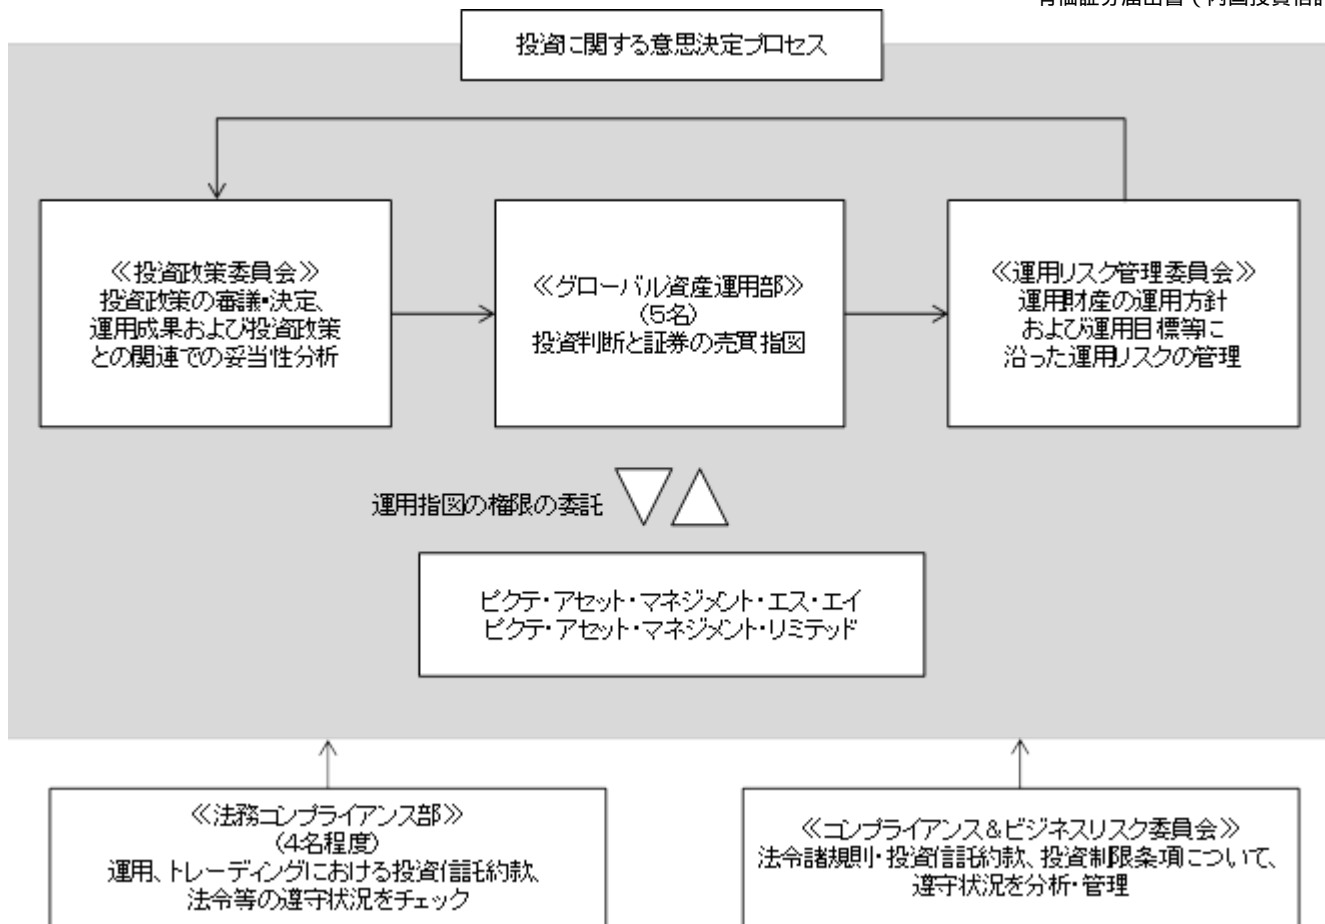 有価証券届出書(内国投資信託
投資に関する意思決定プロセス
≪投資政策委員会≫
投資政策の審議・決定、
運用成果および投資政策
との関連での妥当性分析
≪グローバル資産運用部≫
(5名)
投資判断と証券の売買指図
≪運用リスク管理委員会≫
運用財産の運用方針
および運用目標等に
沿った運用リスクの管理
運用指図の権限の委託
ピクテ・アセット・マネジメント・エス・エイ
ピクテ・アセット・マネジメント・リミテッド
≪法務コンプライアンス部≫
(4名程度)
運用、トレーディングにおける投資信託約款、
法令等の遵守状況をチェック
≪コンプライアンス&ビジネスリスク委員会≫
法令諸規則・投資信託約款、投資制限条項について、
遵守状況を分析・管理